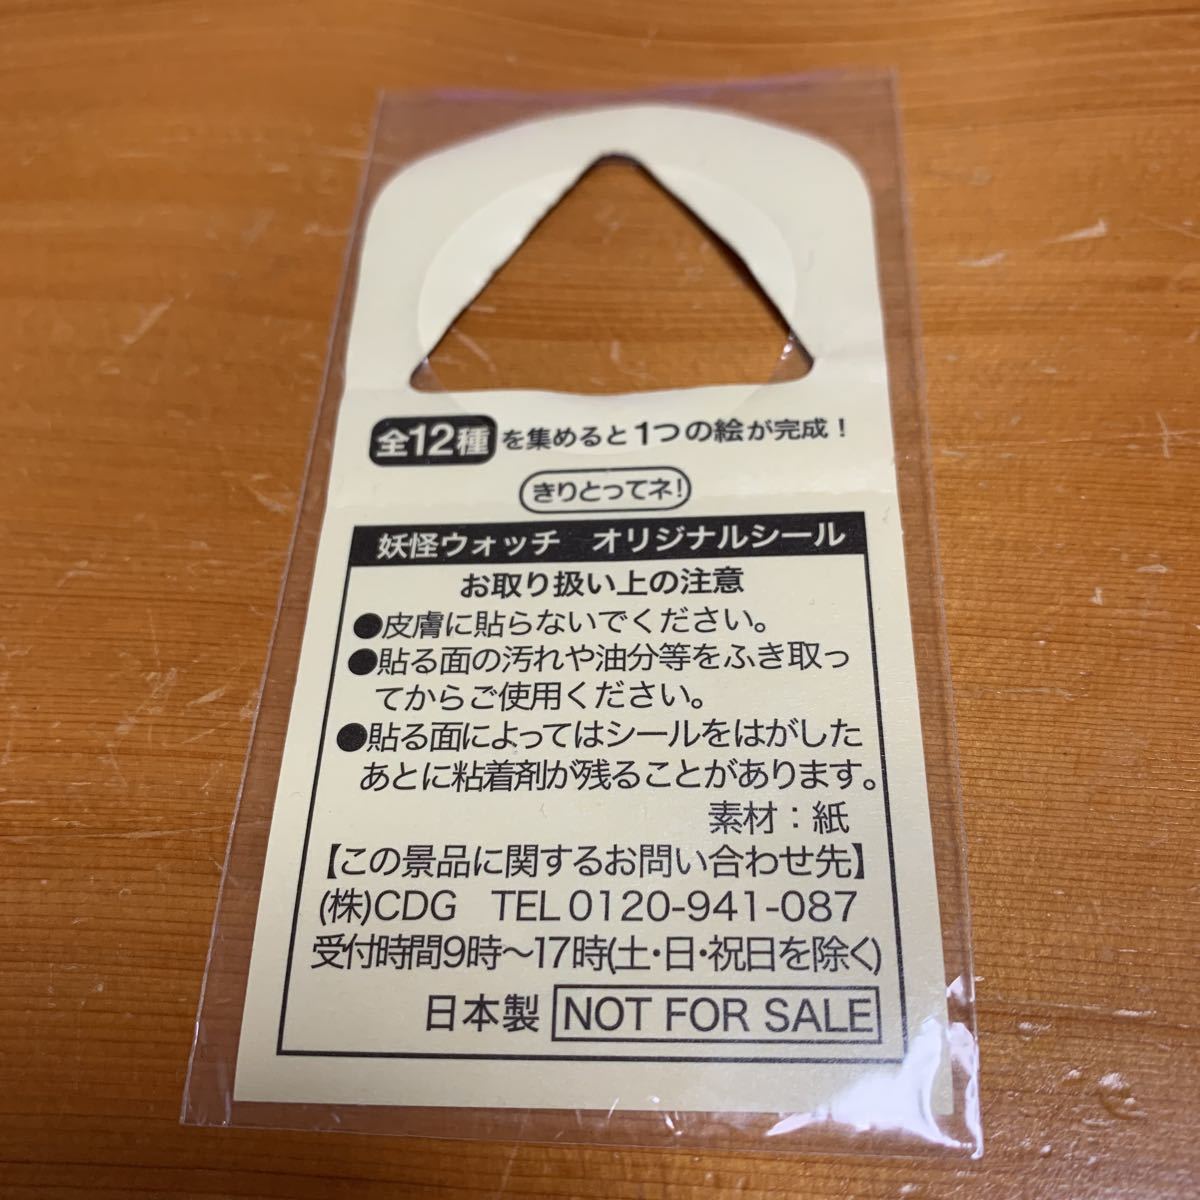 全12種を集めると1つの絵が完成！
きりとってネ!
妖怪ウォッチ　オリジナルシール
お取り扱い上の注意
●皮膚に貼らないでください。
●貼る面の汚れや油分等をふき取っ
てからご使用ください。
●貼る面によってはシールをはがした
あとに粘着剤が残ることがあります。
素材：紙
【この景品に関するお問い合わせ先】
(株)CDG　TEL 0120-941-087
受付時間9時〜17時(土・日・祝日を除く)
日本製 NOT FOR SALE